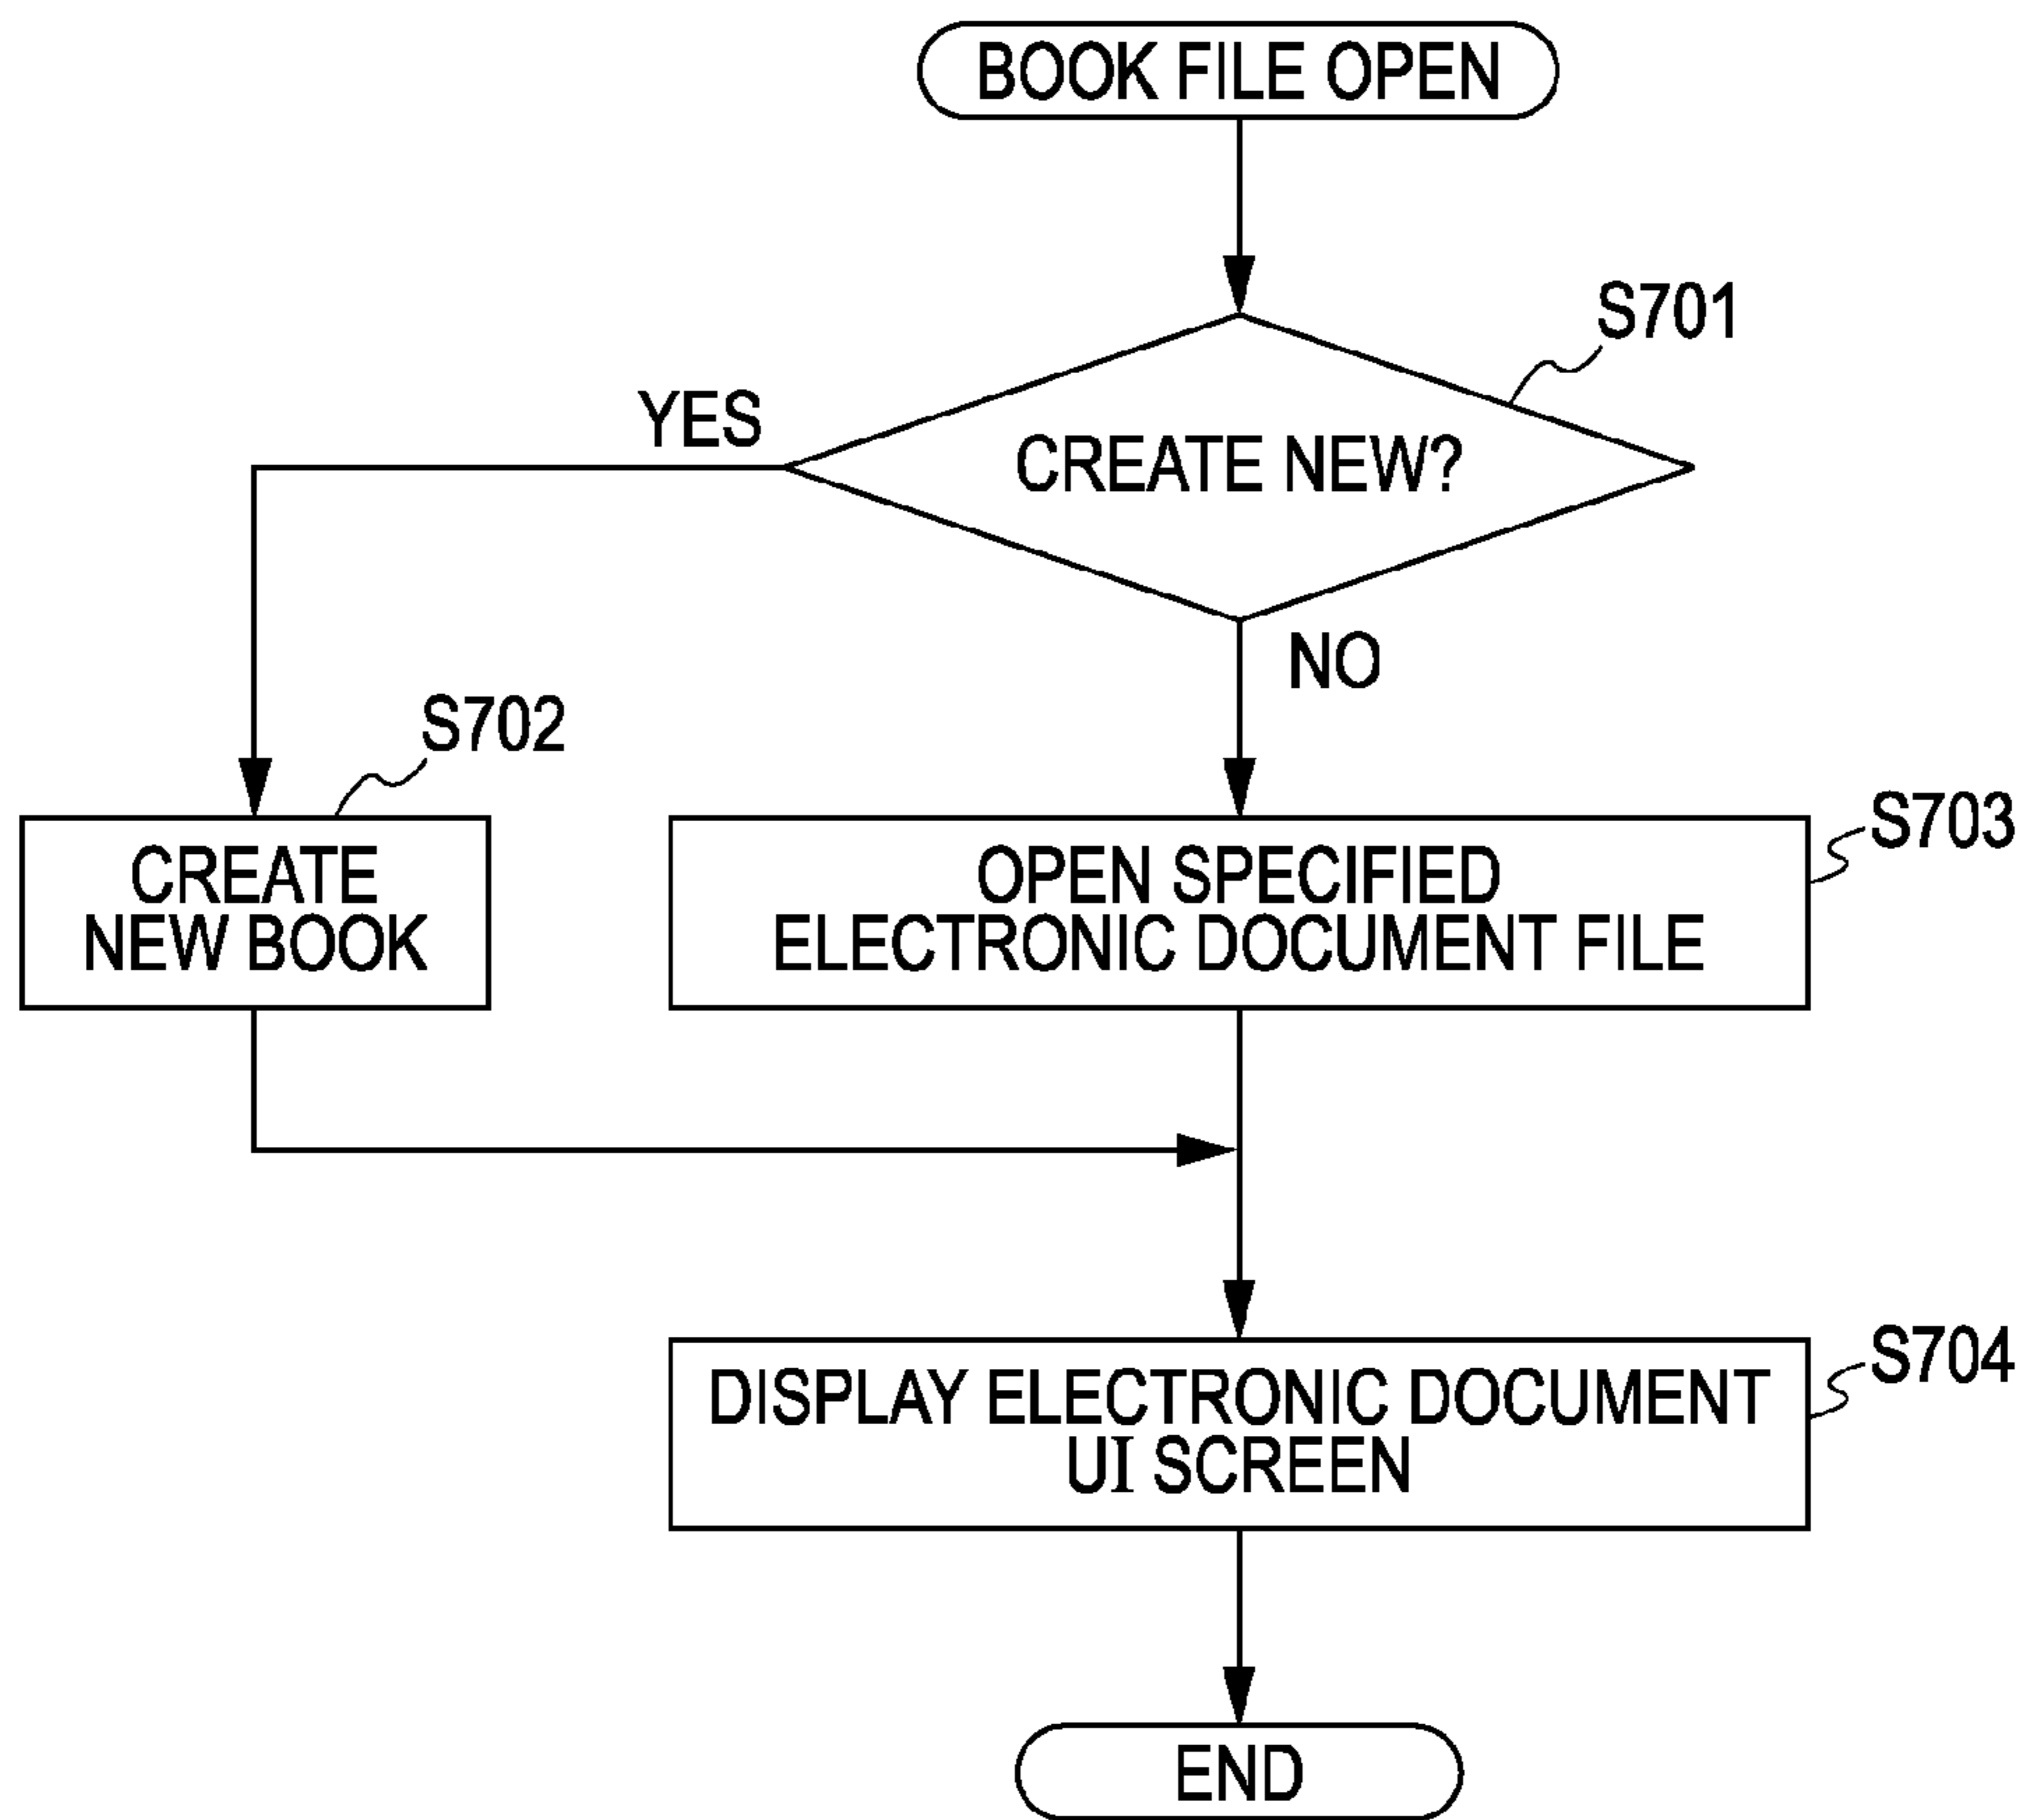 BOOK FILE OPEN
S701
YES
CREATE NEW?
NO
S702
S703
CREATE
NEW BOOK
OPEN SPECIFIED
ELECTRONIC DOCUMENT FILE
S704
DISPLAY ELECTRONIC DOCUMENT
UI SCREEN
END